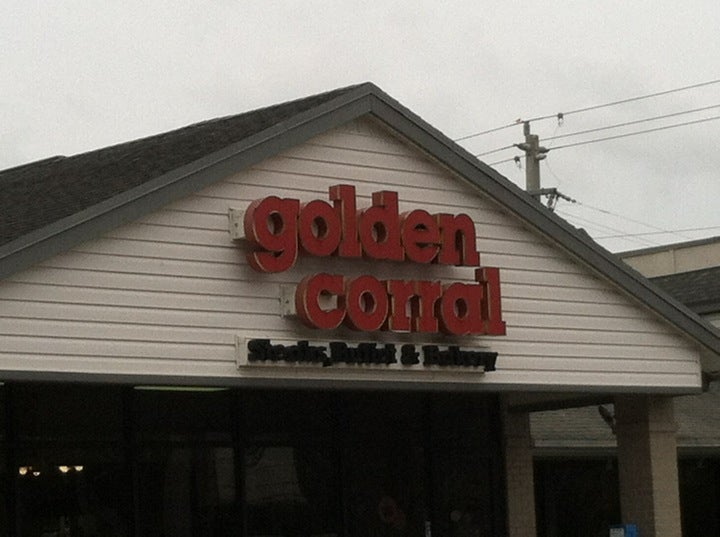 golden
corral
Steaks, Buffet & Bakery